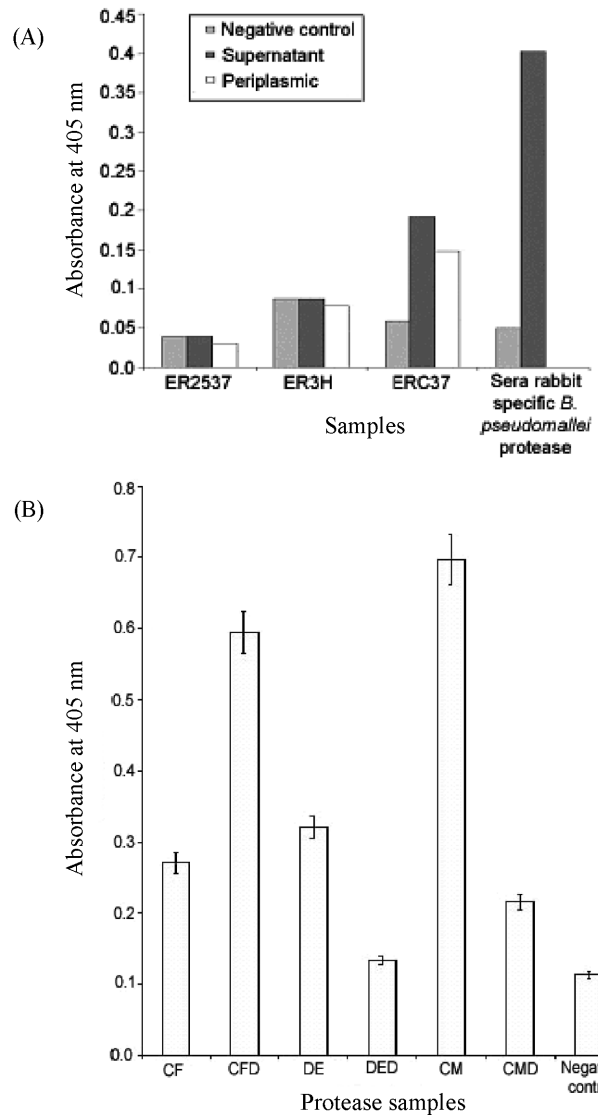 (A)
Absorbance at 405 nm
0.45
0.4
0.35
0.3
0.25
0.2
0.15
0.1
0.05
0.0
Negative control
Supernatant
Periplasmic
ER2537
ER3H
ERC37
Sera rabbit
specific B.
pseudomallei
protease
Samples
(B)
Absorbance at 405 nm
0.8
0.7
0.6
0.7
0.4
0.3
0.2
0.1
0.0
CF
CFD
DE
DED
CM
CMD
Negat
contr
Protease samples